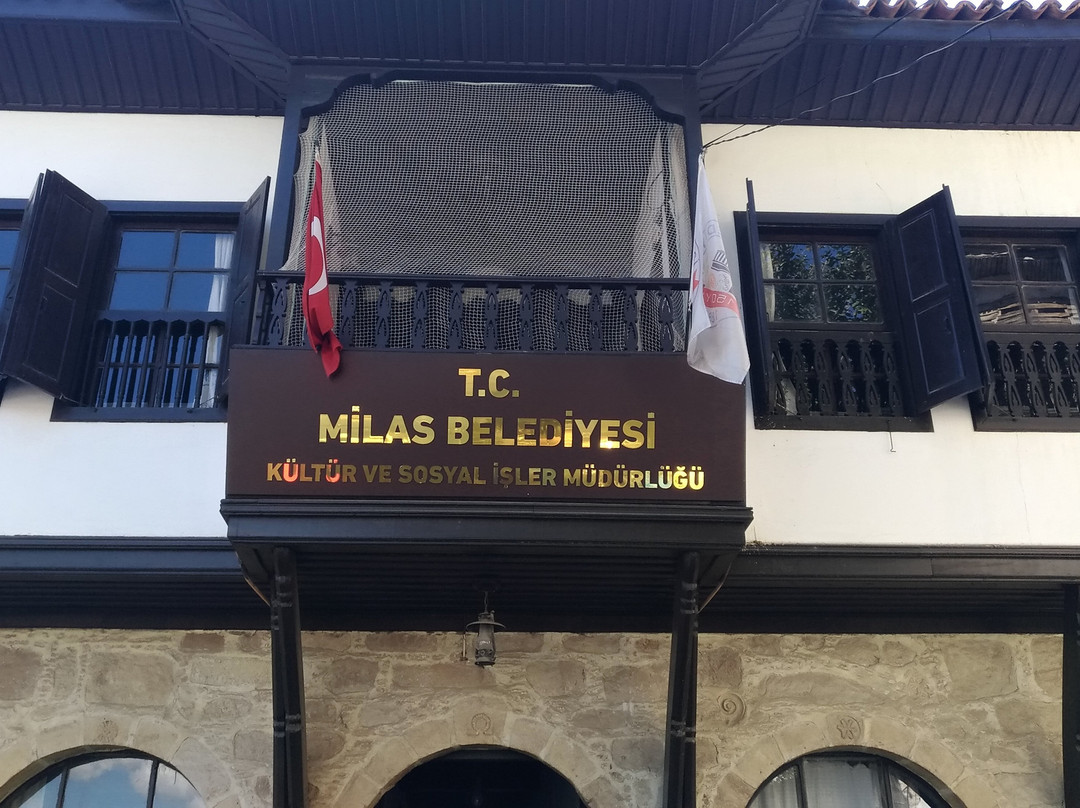 T.C.
MİLAS BELEDİYESİ
KÜLTÜR VE SOSYAL İŞLER MÜDÜRLÜĞÜ